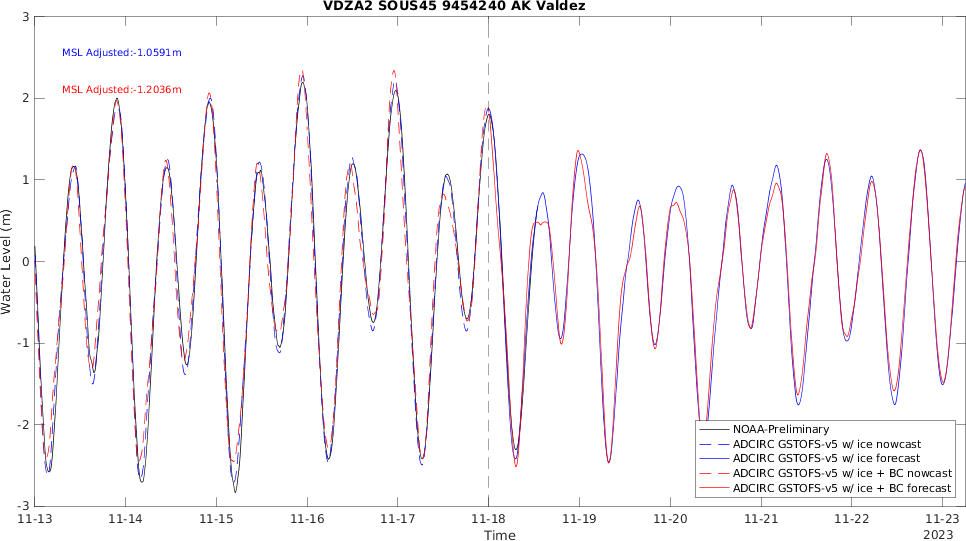 VDZA2 SOUS45 9454240 AK Valdez
3
MSL Adjusted:-1.0591m
MSL Adjusted:-1.2036m
2
1
0
-1
-2
-3
Water Level (m)
NOAA-Preliminary
ADCIRC GSTOFS-v5 w/ ice nowcast
ADCIRC GSTOFS-v5 w/ ice forecast
ADCIRC GSTOFS-v5 w/ ice + BC nowcast
ADCIRC GSTOFS-v5 w/ ice + BC forecast
11-13 11-14 11-15 11-16 11-17 11-18 11-19 11-20 11-21 11-22 11-23
Time
2023